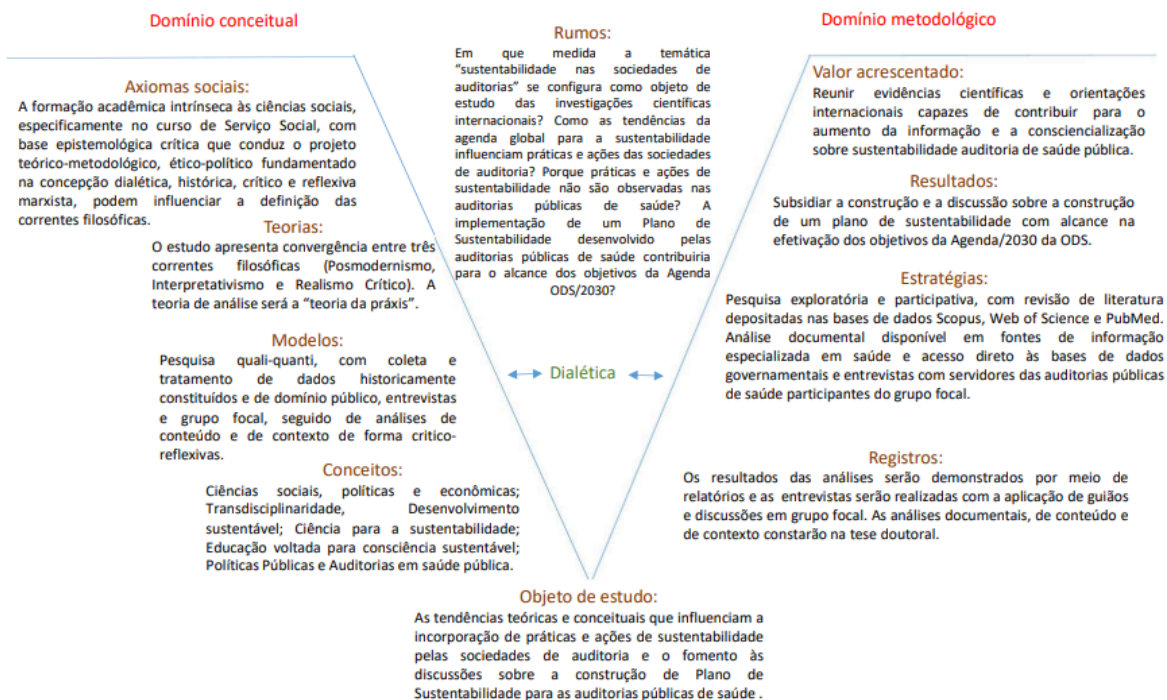 Domínio conceitual
Axiomas sociais:
A formação acadêmica intrínseca às ciências sociais,
especificamente no curso de Serviço Social, com
base epistemológica crítica que conduz o projeto
teórico-metodológico, ético-político fundamentado
na concepção dialética, histórica, crítico e reflexiva
marxista, podem influenciar a definição das
correntes filosóficas.
Teorias:
O estudo apresenta convergência entre três
correntes filosóficas (Posmodernismo,
Interpretativismo e Realismo Crítico). A
teoria de análise será a “teoria da práxis”.
Modelos:
Pesquisa quali-quanti, com coleta e
tratamento de dados historicamente
constituídos e de domínio público, entrevistas
e grupo focal, seguido de análises de
conteúdo e de contexto de forma critico-
reflexivas.
Conceitos:
Ciências sociais, políticas e econômicas;
Transdisciplinaridade, Desenvolvimento
sustentável; Ciência para a sustentabilidade;
Educação voltada para consciência sustentável;
Políticas Públicas e Auditorias em saúde pública.
Rumos:
Em que medida a temática
“sustentabilidade nas sociedades de
auditorias” se configura como objeto de
estudo das investigações científicas
internacionais? Como as tendências da
agenda global para a sustentabilidade
influenciam práticas e ações das sociedades
de auditoria? Porque práticas e ações de
sustentabilidade não são observadas nas
auditorias públicas de saúde? A
implementação de um Plano de
Sustentabilidade desenvolvido pelas
auditorias públicas de saúde contribuiria
para o alcance dos objetivos da Agenda
ODS/2030?
Dialética
Domínio metodológico
Valor acrescentado:
Reunir evidências científicas e orientações
internacionais capazes de contribuir para o
aumento da informação e a consciencialização
sobre sustentabilidade auditoria de saúde pública.
Resultados:
Subsidiar a construção e a discussão sobre a construção
de um plano de sustentabilidade com alcance na
efetivação dos objetivos da Agenda/2030 da ODS.
Estratégias:
Pesquisa exploratória e participativa, com revisão de literatura
depositadas nas bases de dados Scopus, Web of Science e PubMed.
Análise documental disponível em fontes de informação
especializada em saúde e acesso direto às bases de dados
governamentais e entrevistas com servidores das auditorias públicas
de saúde participantes do grupo focal.
Registros:
Os resultados das análises serão demonstrados por meio de
relatórios e as entrevistas serão realizadas com a aplicação de guiãos
e discussões em grupo focal. As análises documentais, de conteúdo e
de contexto constarão na tese doutoral.
Objeto de estudo:
As tendências teóricas e conceituais que influenciam a
incorporação de práticas e ações de sustentabilidade
pelas sociedades de auditoria e o fomento às
discussões sobre a construção de Plano de
Sustentabilidade para as auditorias públicas de saúde .